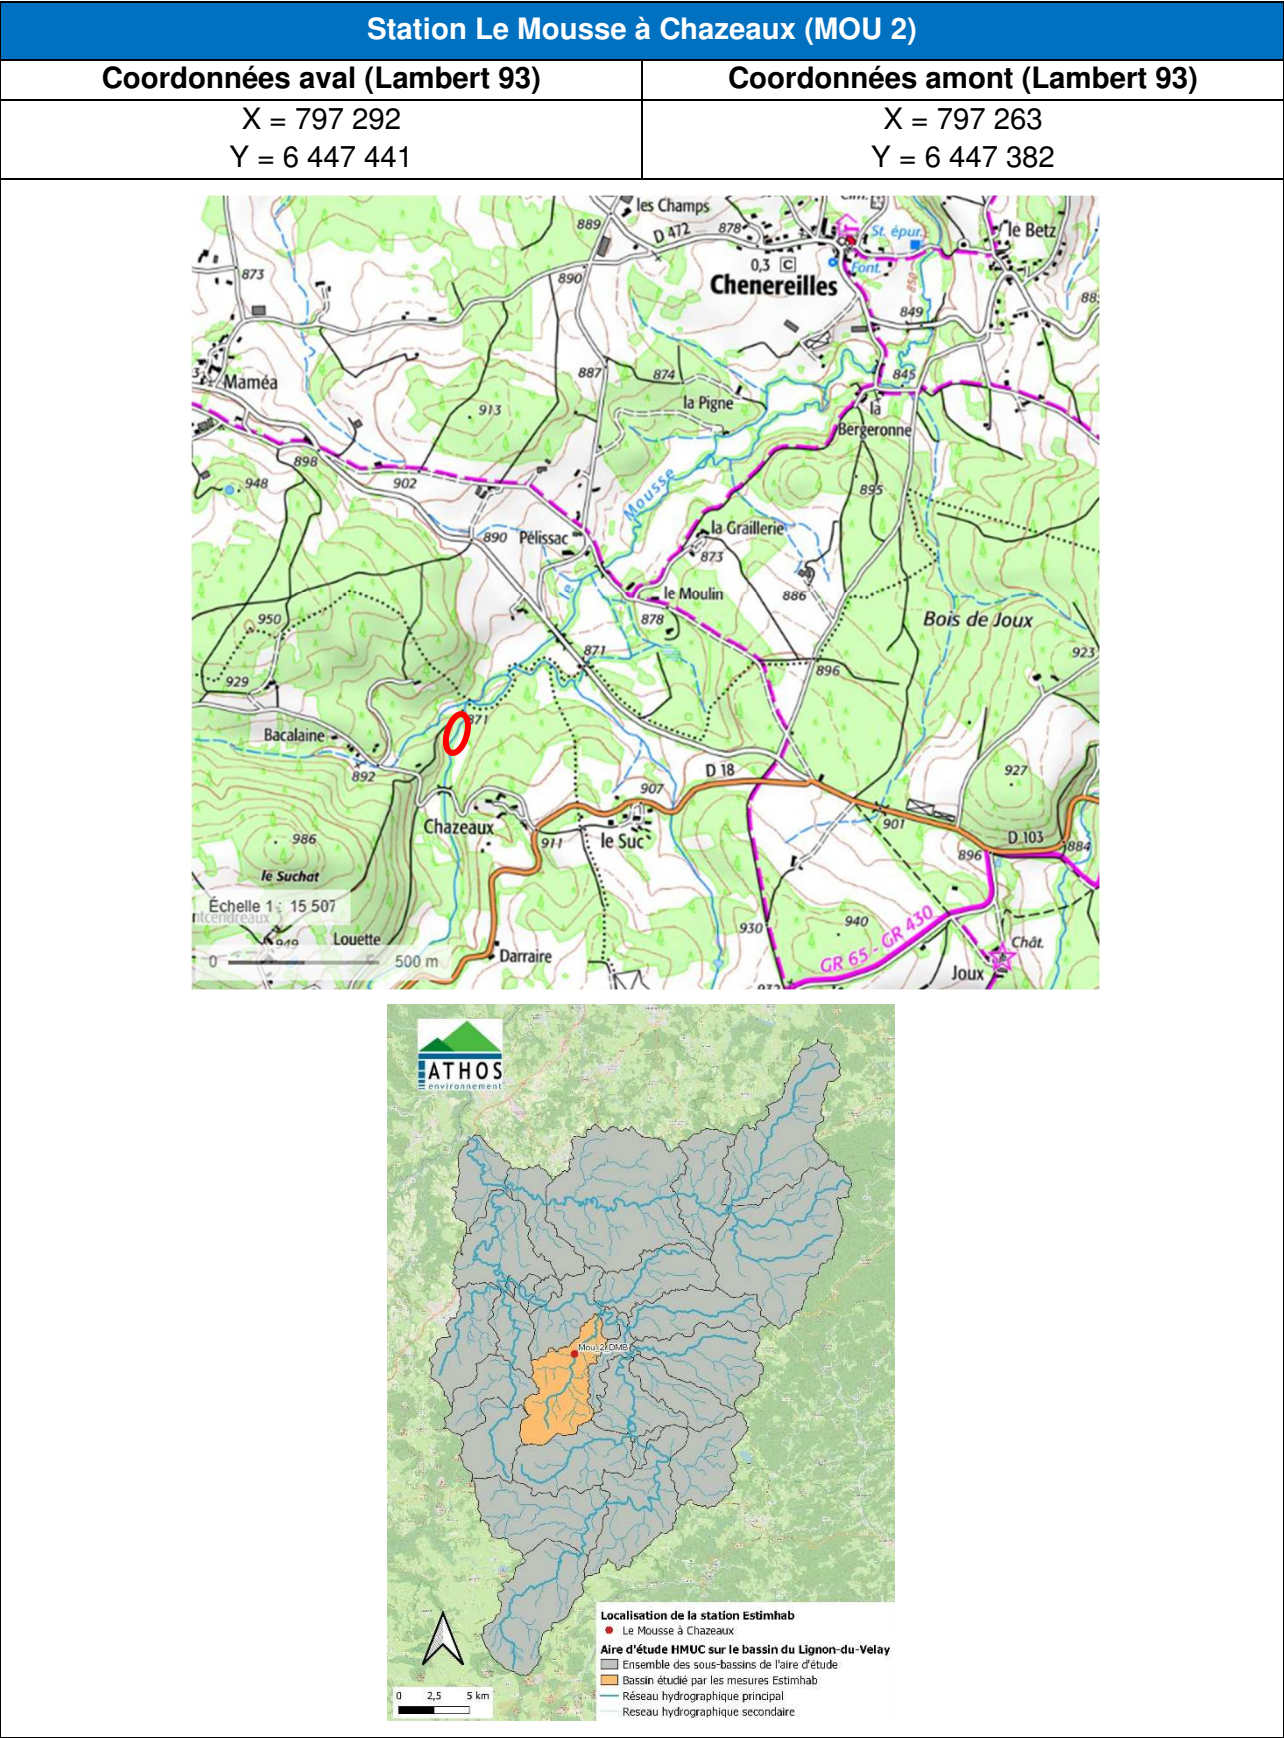 Station Le Mousse à Chazeaux (MOU 2)
Coordonnées aval (Lambert 93)
Coordonnées amont (Lambert 93)
X = 797 292
Y = 6 447 441
X = 797 263
Y = 6 447 382
les Champs
889
D 472
878
St. épur.
le Betz
0,3 C
Font.
873
890
Chenereilles
850
849
887
874
845
Maméa
la Pigne
913
la
Bergeronne
898
902
948
Mousse
895
890
Pélissac
la Graillerie
873
le
le Moulin
886
878
950
Bois de Joux
871
923
929
896
871
Bacalaine
892
D 18
927
907
Chazeaux
901
911
le Suc
D 103
986
896
884
le Suchat
Échelle 1 : 15 507
940
949
Louette
930
GR 65 - GR 430
Chât.
0
500 m
Darraire
Joux
932
ATHOS
environnement
Mou_2_DMB
Localisation de la station Estimhab
Le Mousse à Chazeaux
Aire d'étude HMUC sur le bassin du Lignon-du-Velay
Ensemble des sous-bassins de l'aire d'étude
Bassin étudié par les mesures Estimhab
Réseau hydrographique principal
Reseau hydrographique secondaire
0 2,5 5 km